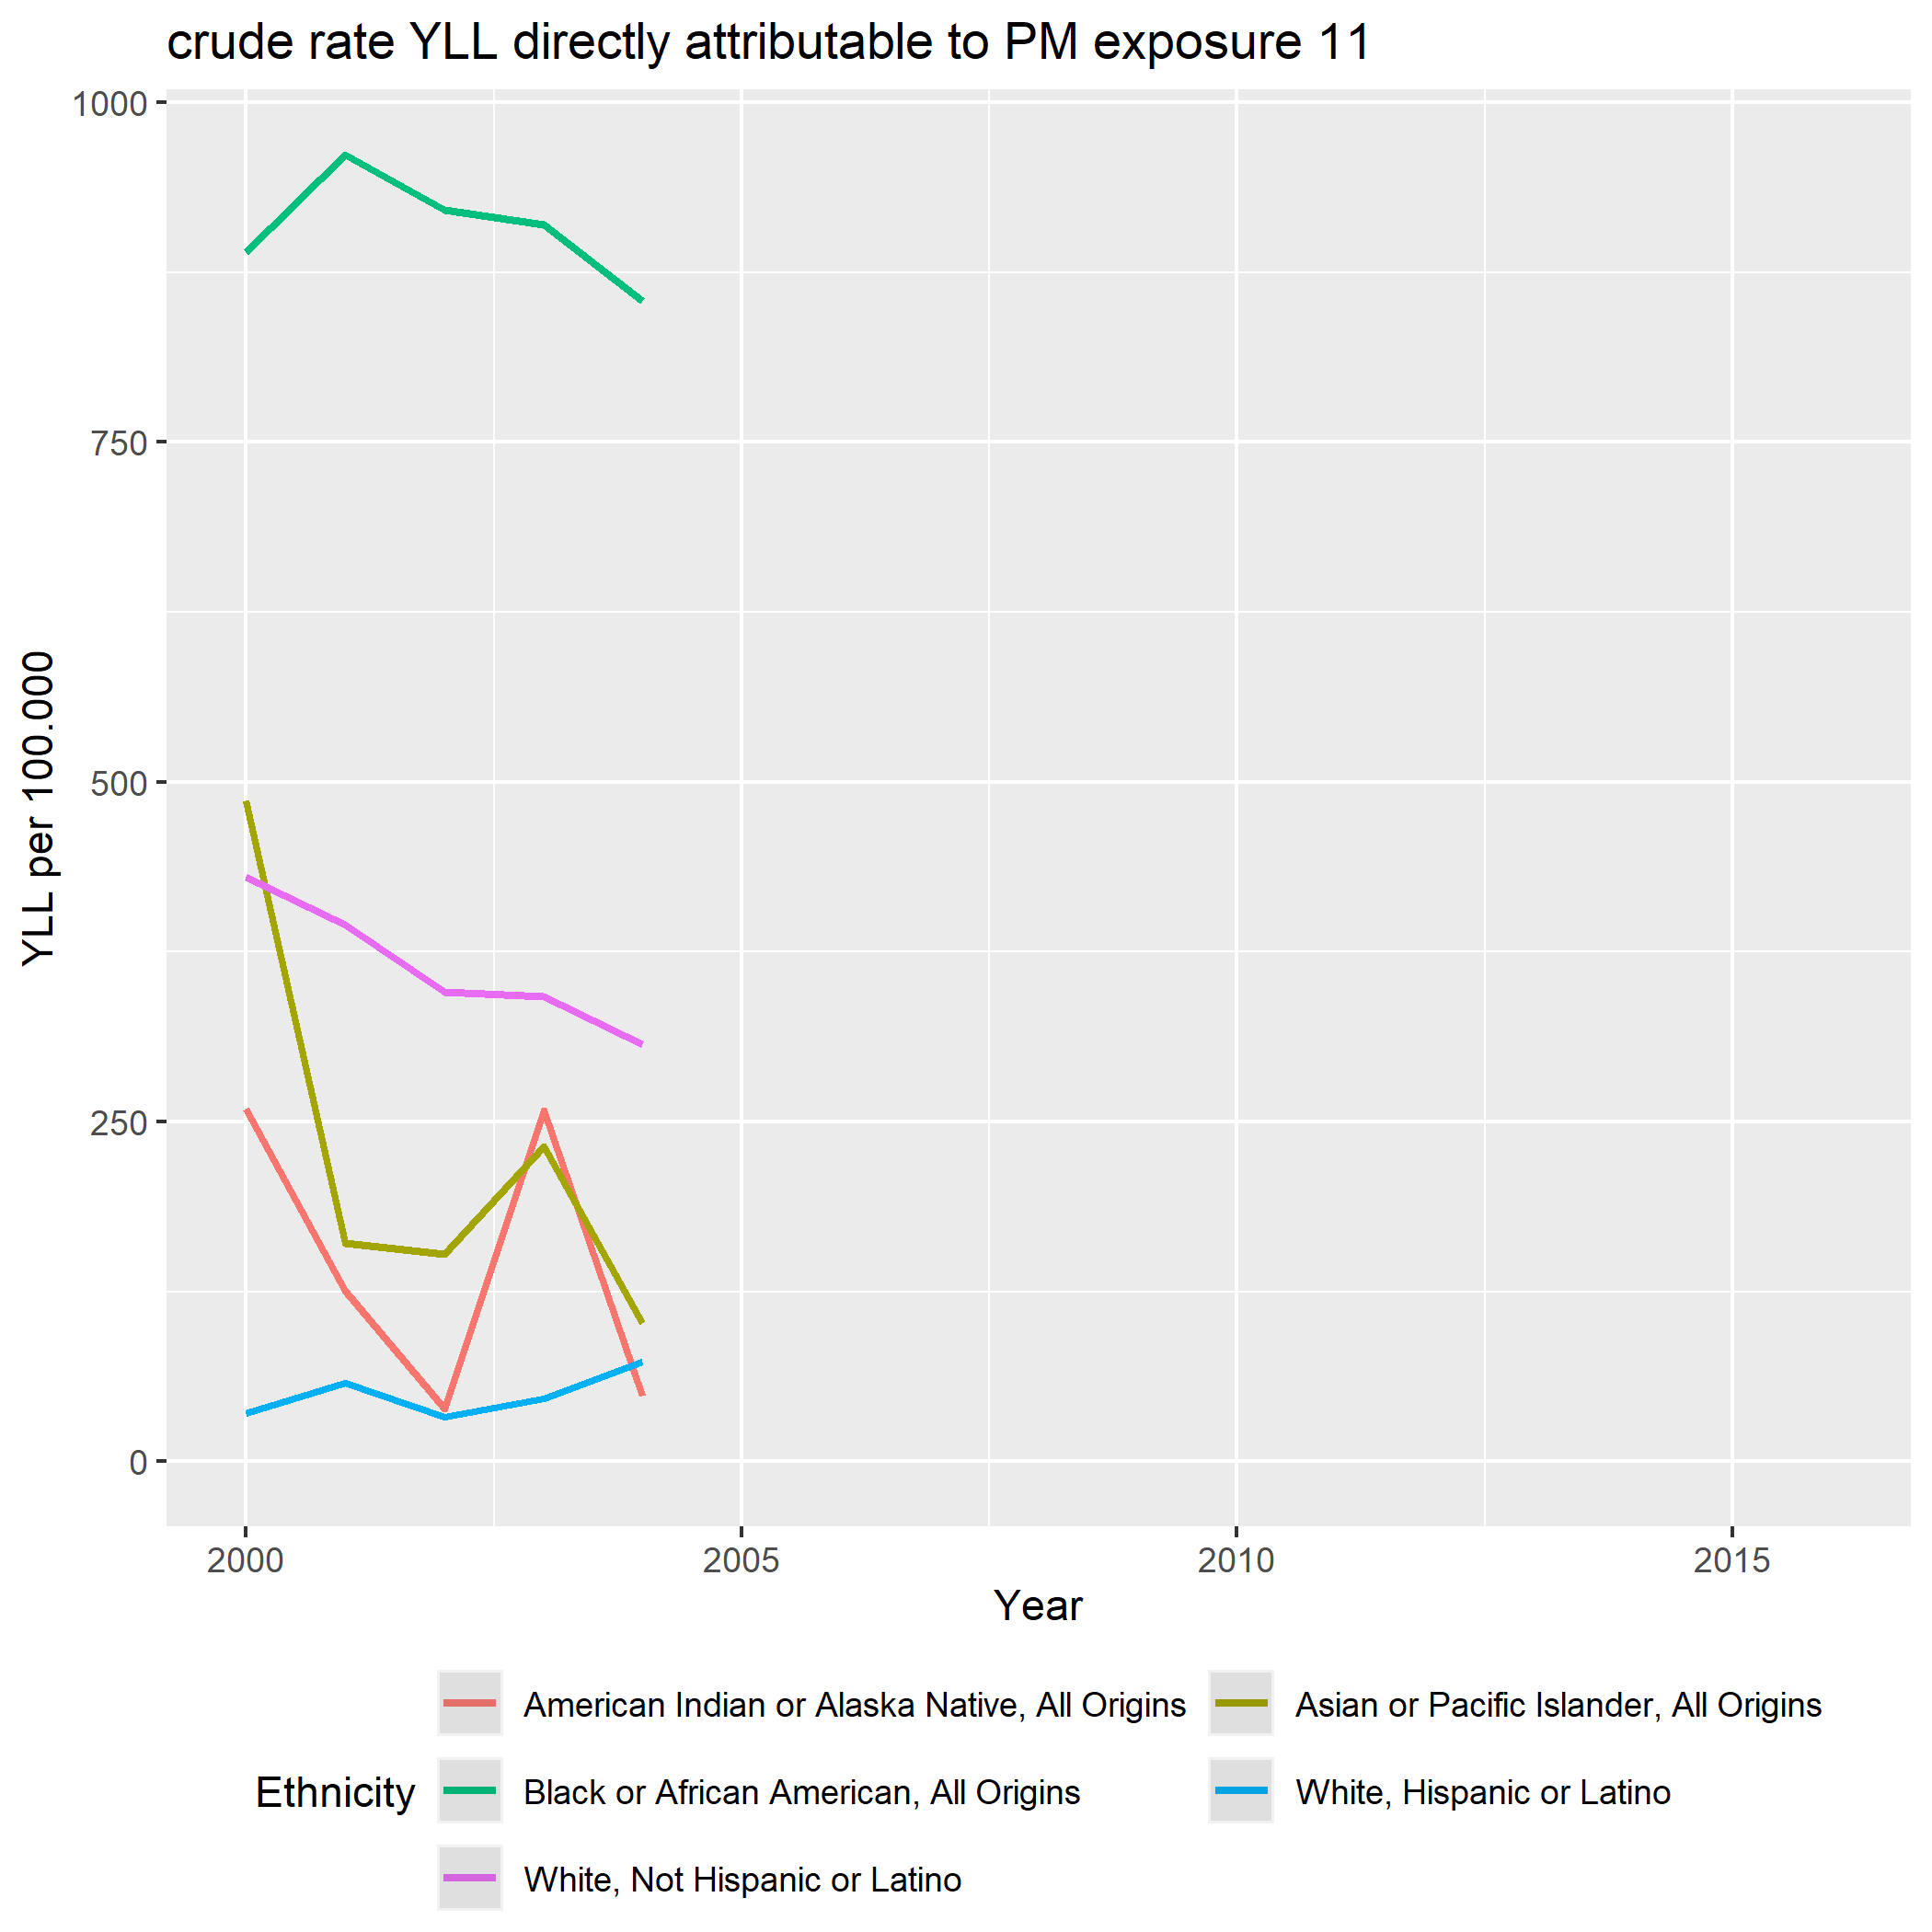 crude rate YLL directly attributable to PM exposure 11
1000
750
500
250
0
YLL per 100.000
2000 2005 2010 2015
Year
Ethnicity
American Indian or Alaska Native, All Origins
Asian or Pacific Islander, All Origins
Black or African American, All Origins
White, Hispanic or Latino
White, Not Hispanic or Latino